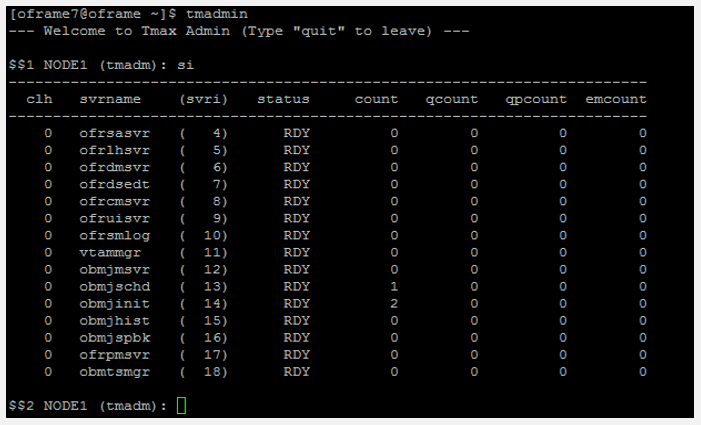 [oframe7@oframe ~]$ tmadmin
--- Welcome to Tmax Admin (Type "quit" to leave) ---
$$1 NODE1 (tmadm): si
------------------------------------------------------------------------
clh svrname (svri) status count qcount qpcount emcount
------------------------------------------------------------------------
0 ofrsasvr ( 4) RDY 0 0 0 0
0 ofrlhsvr ( 5) RDY 0 0 0 0
0 ofrdmsvr ( 6) RDY 0 0 0 0
0 ofrdsedt ( 7) RDY 0 0 0 0
0 ofrcmsvr ( 8) RDY 0 0 0 0
0 ofruisvr ( 9) RDY 0 0 0 0
0 ofrsmlog ( 10) RDY 0 0 0 0
0 vtammgr ( 11) RDY 0 0 0 0
0 obmjmsvr ( 12) RDY 0 0 0 0
0 obmjschd ( 13) RDY 1 0 0 0
0 obmjinit ( 14) RDY 2 0 0 0
0 obmjhist ( 15) RDY 0 0 0 0
0 obmjspbk ( 16) RDY 0 0 0 0
0 ofrpmsvr ( 17) RDY 0 0 0 0
0 obmtsmgr ( 18) RDY 0 0 0 0
$$2 NODE1 (tmadm):